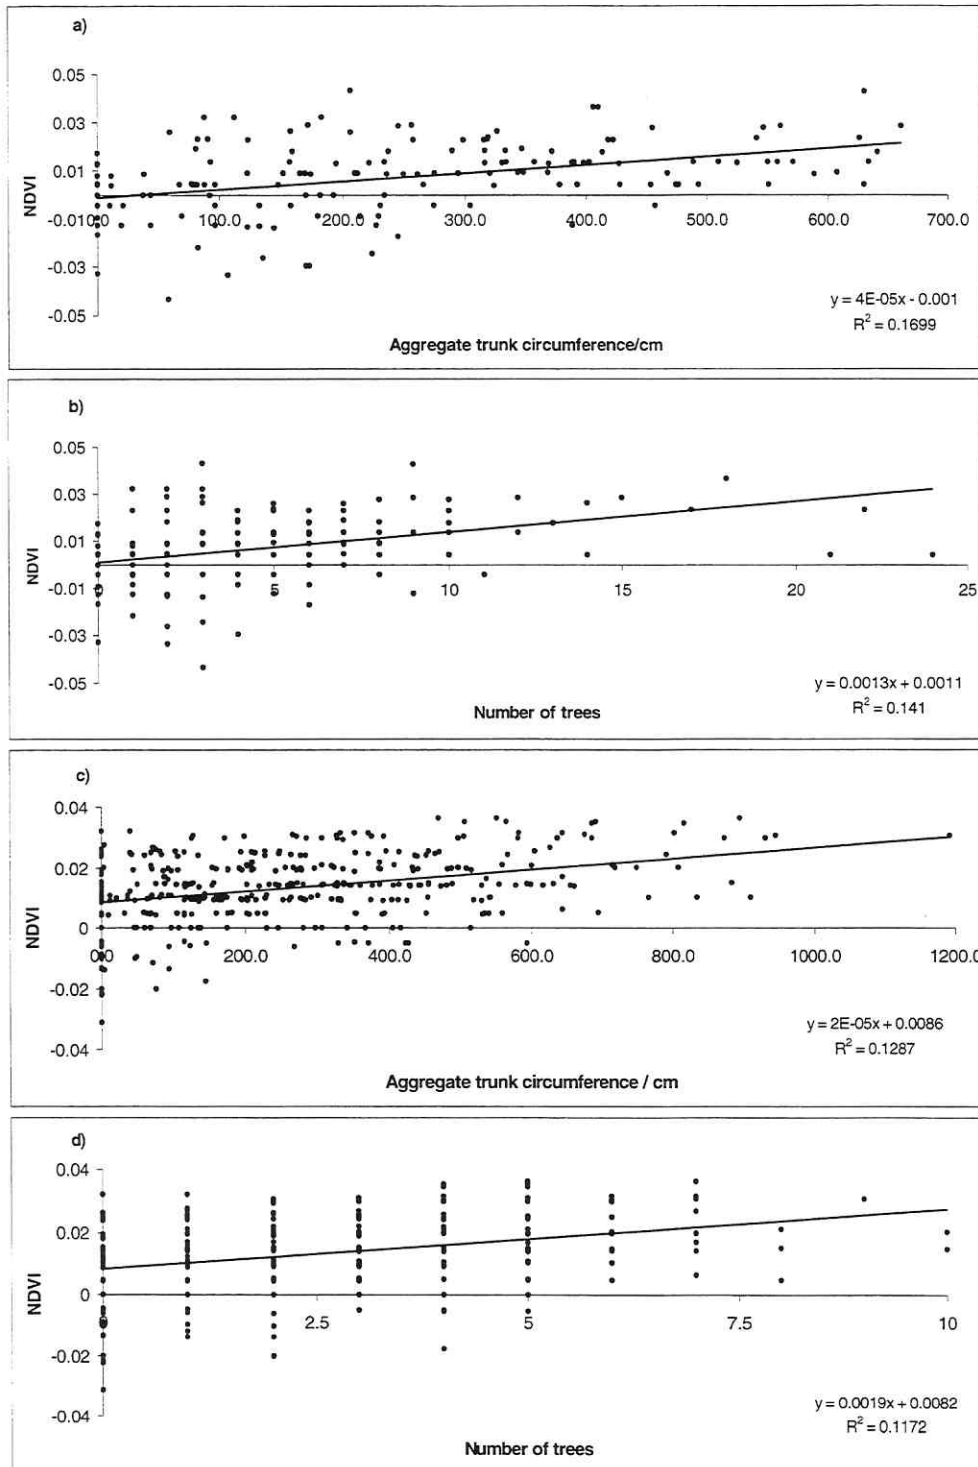 a)
0.05
0.03
0.01
-0.01
-0.03
-0.05
NDVI
100.0 200.0 300.0 400.0 500.0 600.0 700.0
y = 4E-05x - 0.001
R² = 0.1699
Aggregate trunk circumference/cm
b)
0.05
0.03
0.01
-0.01
-0.03
-0.05
NDVI
5 10 15 20 25
y = 0.0013x + 0.0011
R² = 0.141
Number of trees
c)
0.04
0.02
0
-0.02
-0.04
NDVI
0.0 200.0 400.0 600.0 800.0 1000.0 1200.0
y = 2E-05x + 0.0086
R² = 0.1287
Aggregate trunk circumference / cm
d)
0.04
0.02
0
-0.02
-0.04
NDVI
0 2.5 5 7.5 10
y = 0.0019x + 0.0082
R² = 0.1172
Number of trees